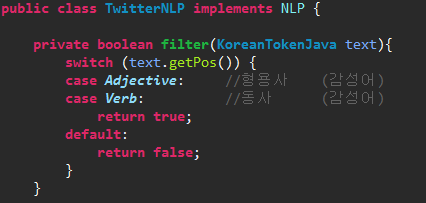 public class TwitterNLP implements NLP {
private boolean filter(KoreanTokenJava text){
switch (text.getPos()) {
case Adjective: //형용사 (감성어)
case Verb: //동사 (감성어)
return true;
default:
return false;
}
}